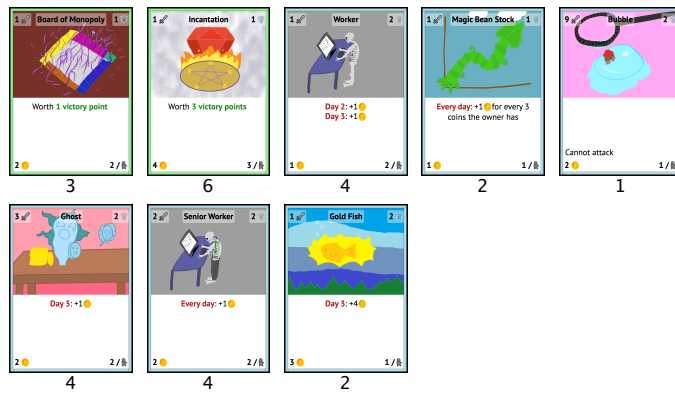 1 Board of Monopoly 1
Worth 1 victory point
2 2/
3
1 Incantation 1
Worth 3 victory points
4 3/
6
1 Worker 2
Day 2: +1
Day 3: +1
1 2/
4
1 Magic Bean Stock 1
Every day: +1 for every 3
coins the owner has
1 1/
2
9 Bubble 2
Cannot attack
2 1/
1
3 Ghost 2
Day 3: +1
2 2/
4
2 Senior Worker 2
Every day: +1
2 2/
4
1 Gold Fish 2
Day 3: +4
3 1/
2